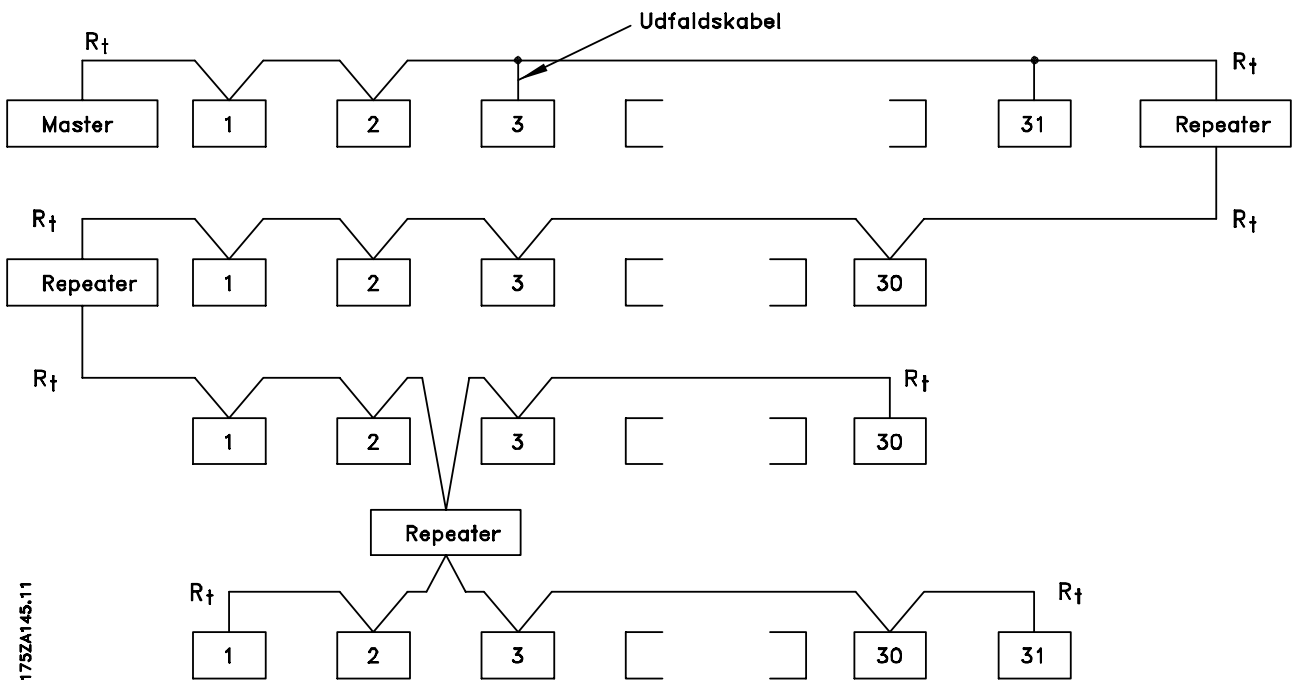 Udfaldskabel
Rt Rt
Master 1 2 3 31 Repeater
Rt Rt
Repeater 1 2 3 30
Rt Rt
1 2 3 30
Repeater
Rt Rt
1 2 3 30 31
175ZA145.11